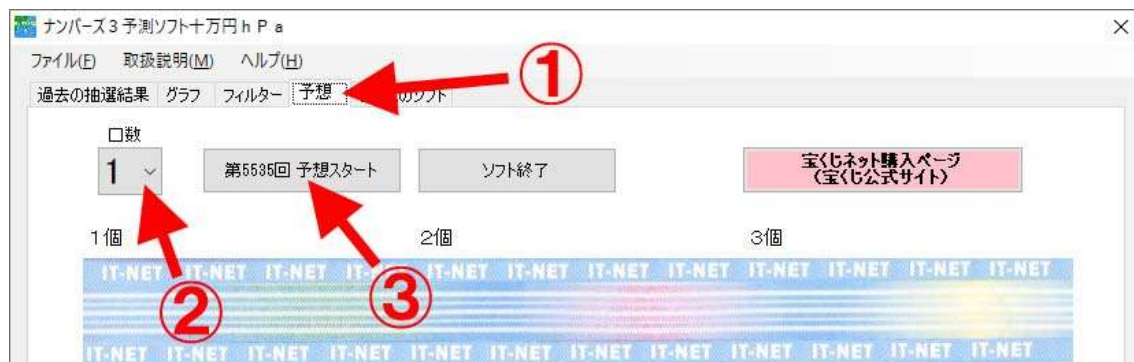 ナンバーズ3予測ソフト十万円hPa
ファイル(F) 取扱説明(M) ヘルプ(H)
①
過去の抽選結果 グラフ フィルター 予想 のソフト
口数
1 第5535回 予想スタート ソフト終了 宝くじネット購入ページ
(宝くじ公式サイト)
1個 2個 3個
IT-NET IT-NET IT-NET IT-NET IT-NET IT-NET IT-NET IT-NET IT-NET IT-NET IT-NET IT-NET
② ③
IT-NET IT-NET IT-NET IT-NET IT-NET IT-NET IT-NET IT-NET IT-NET IT-NET IT-NET IT-NET